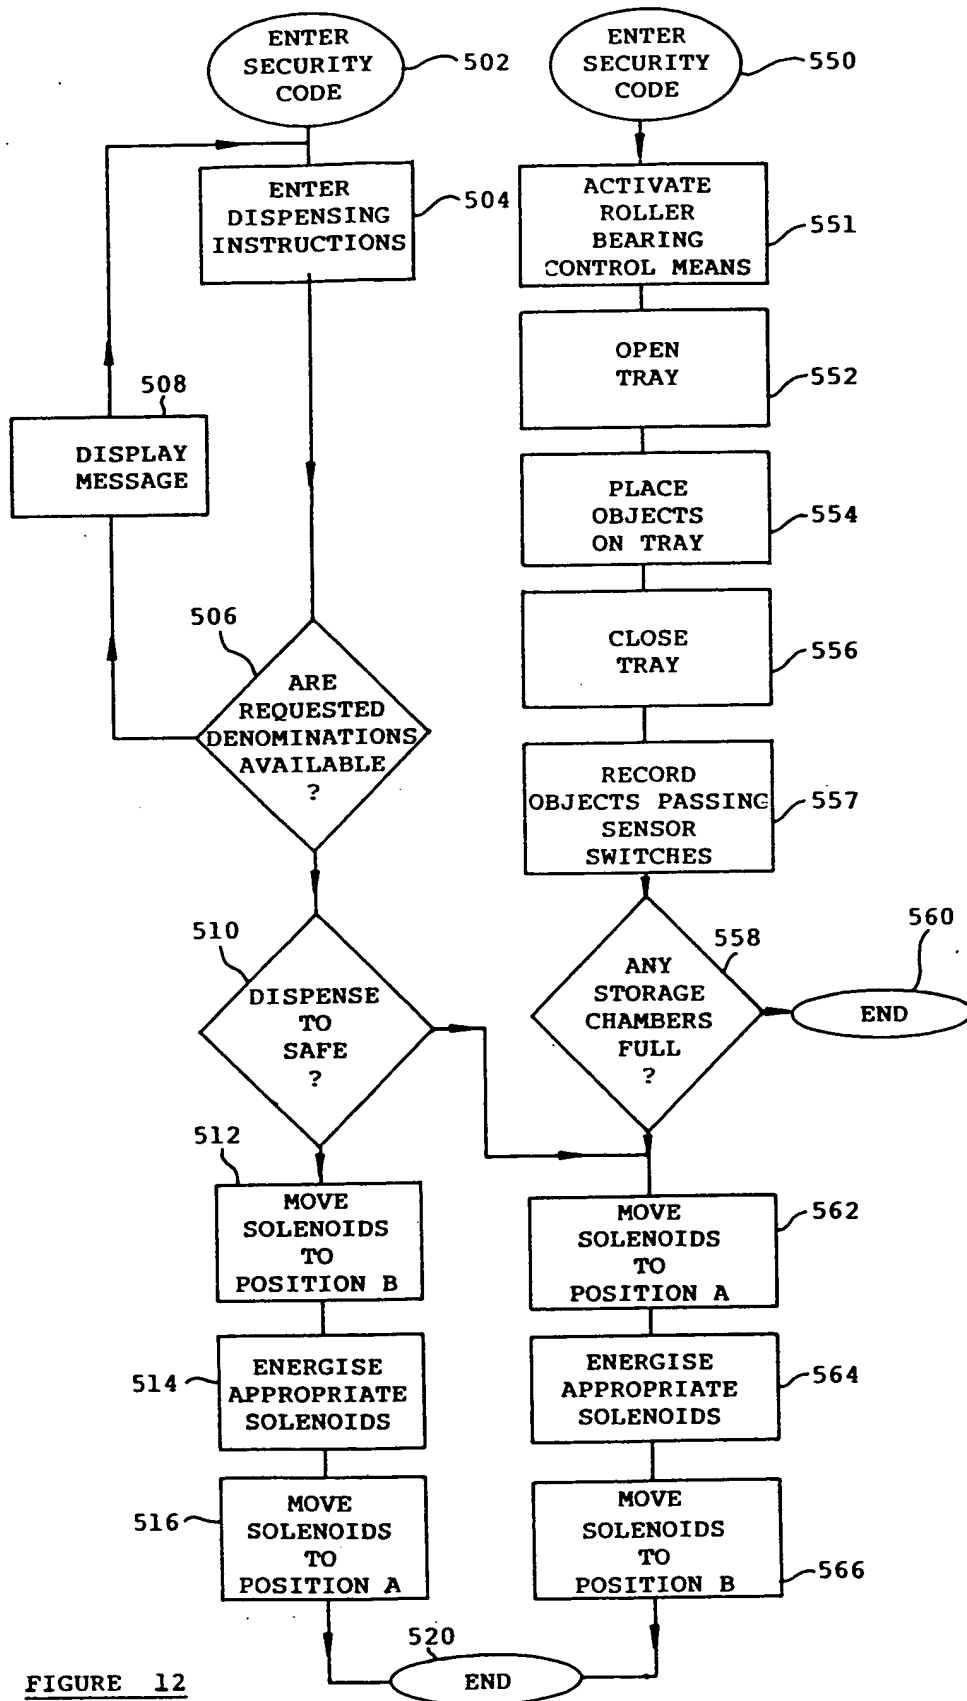 ENTER
SECURITY
CODE
502
ENTER
DISPENSING
INSTRUCTIONS
504
508
DISPLAY
MESSAGE
506
ARE
REQUESTED
DENOMINATIONS
AVAILABLE
?
510
DISPENSE
TO
SAFE
?
512
MOVE
SOLENOIDS
TO
POSITION B
514
ENERGISE
APPROPRIATE
SOLENOIDS
516
MOVE
SOLENOIDS
TO
POSITION A
ENTER
SECURITY
CODE
550
ACTIVATE
ROLLER
BEARING
CONTROL MEANS
551
OPEN
TRAY
552
PLACE
OBJECTS
ON TRAY
554
CLOSE
TRAY
556
RECORD
OBJECTS PASSING
SENSOR
SWITCHES
557
558
ANY
STORAGE
CHAMBERS
FULL
?
560
END
MOVE
SOLENOIDS
TO
POSITION A
562
ENERGISE
APPROPRIATE
SOLENOIDS
564
MOVE
SOLENOIDS
TO
POSITION B
566
520
END
FIGURE 12